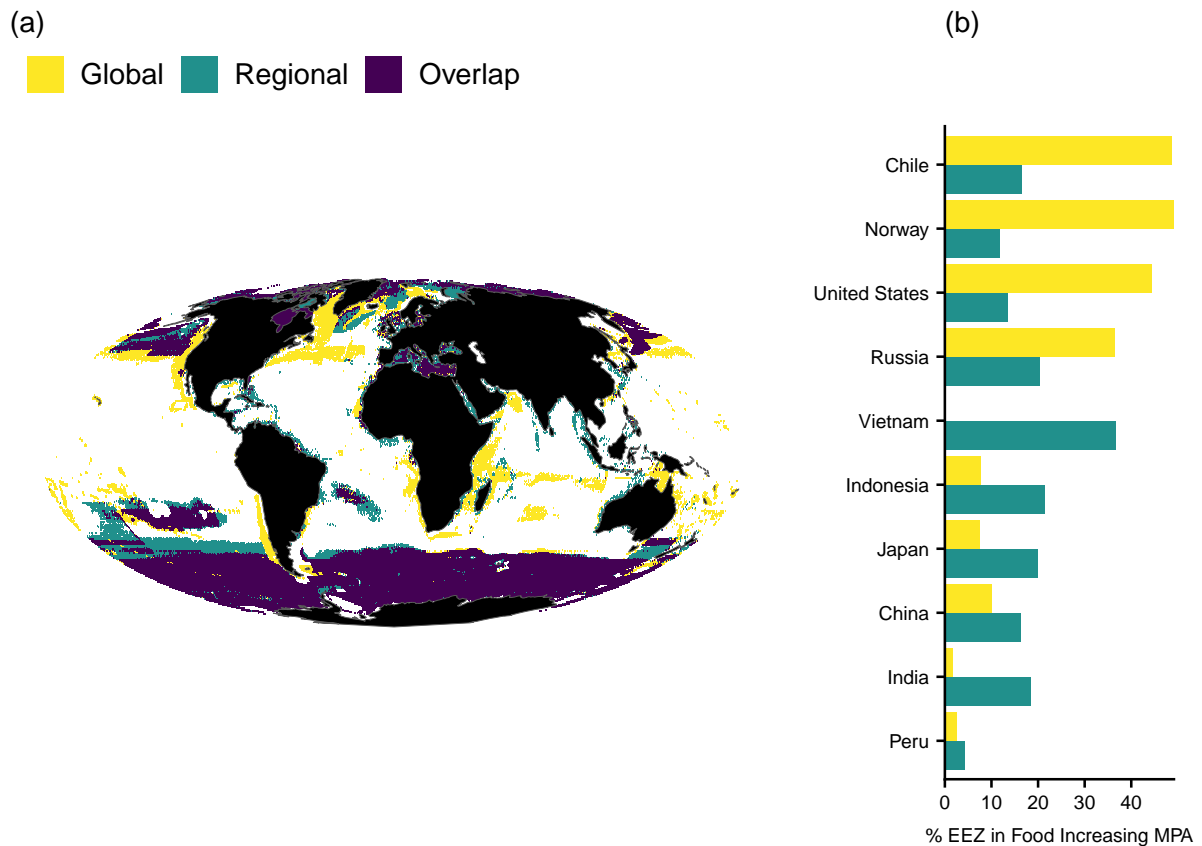 (a)
Global Regional Overlap
(b)
Chile
Norway
United States
Russia
Vietnam
Indonesia
Japan
China
India
Peru
0 10 20 30 40
% EEZ in Food Increasing MPA